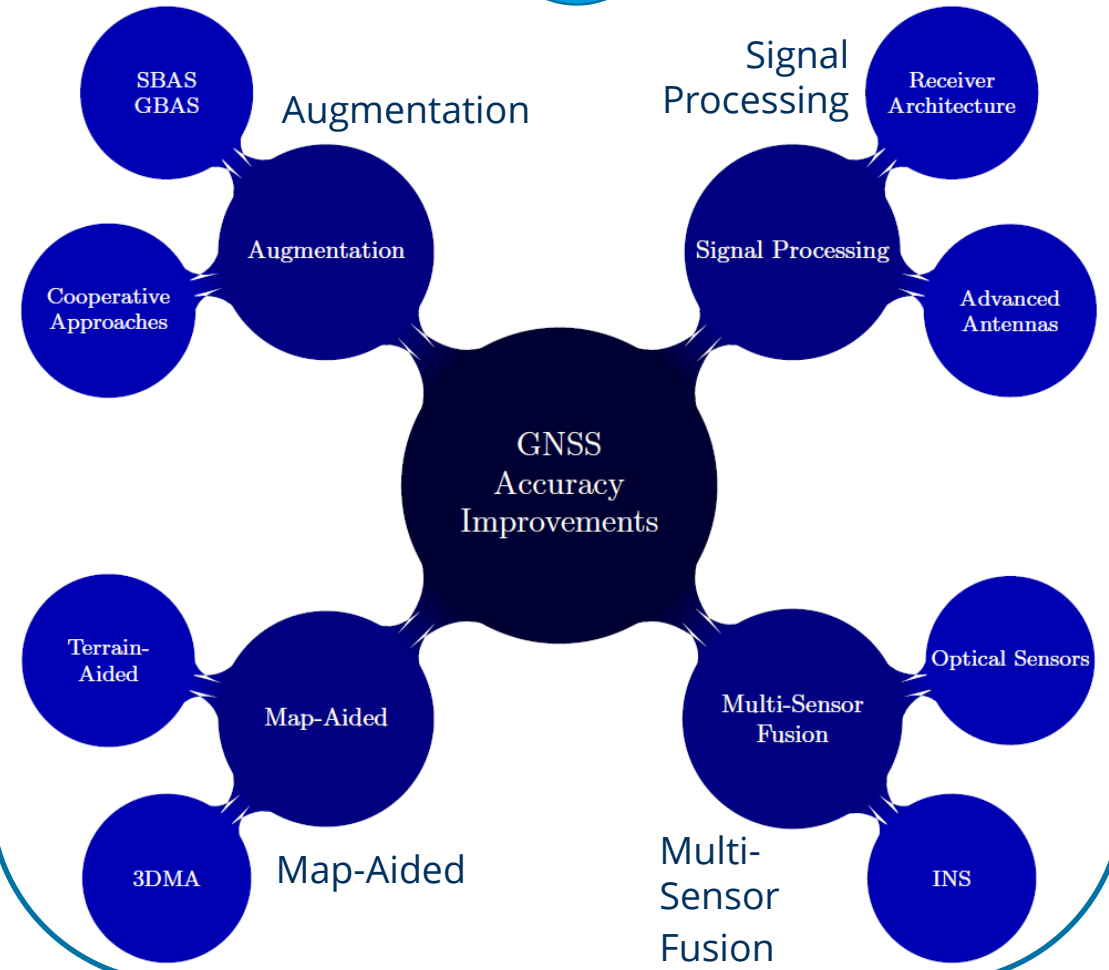 SBAS
GBAS
Augmentation
Signal
Processing
Receiver
Architecture
Augmentation
Signal Processing
Cooperative
Approaches
Advanced
Antennas
GNSS
Accuracy
Improvements
Terrain-
Aided
Map-Aided
Multi-Sensor
Fusion
Optical Sensors
3DMA
Map-Aided
Multi-
Sensor
Fusion
INS